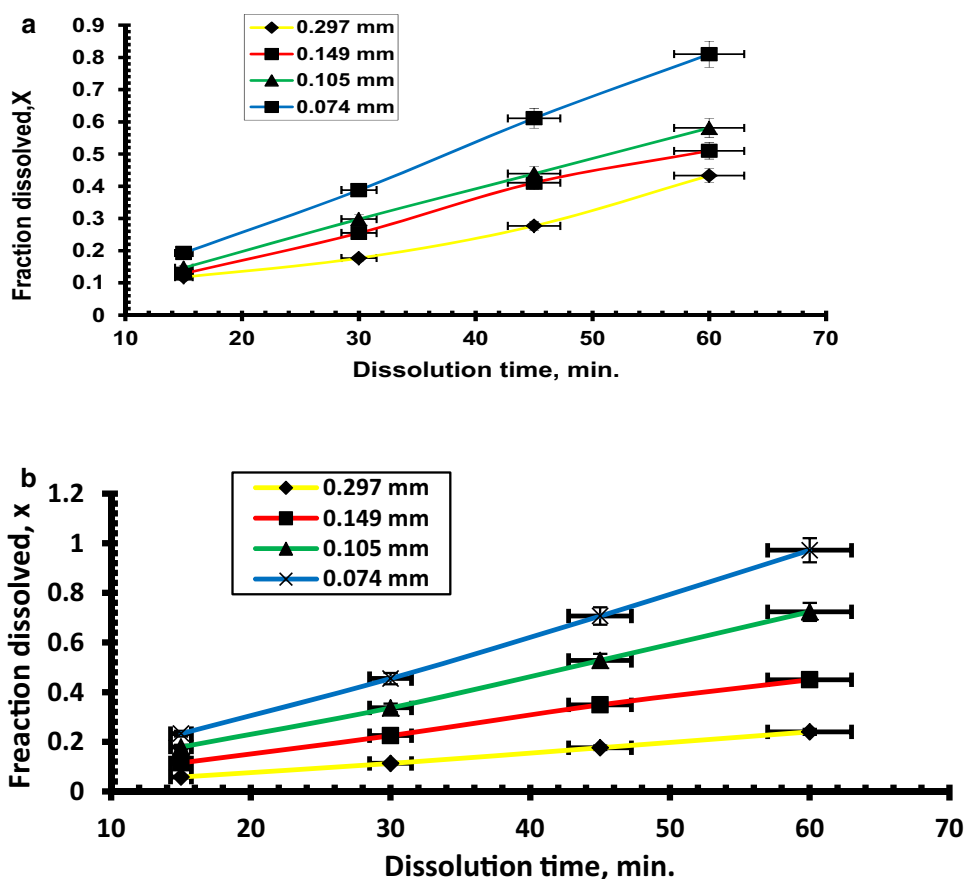 a
0.297 mm
0.149 mm
0.105 mm
0.074 mm
Fraction dissolved,X
0.9
0.8
0.7
0.6
0.5
0.4
0.3
0.2
0.1
0
10 20 30 40 50 60 70
Dissolution time, min.
b
0.297 mm
0.149 mm
0.105 mm
0.074 mm
Freaction dissolved, x
1.2
1
0.8
0.6
0.4
0.2
0
10 20 30 40 50 60 70
Dissolution time, min.